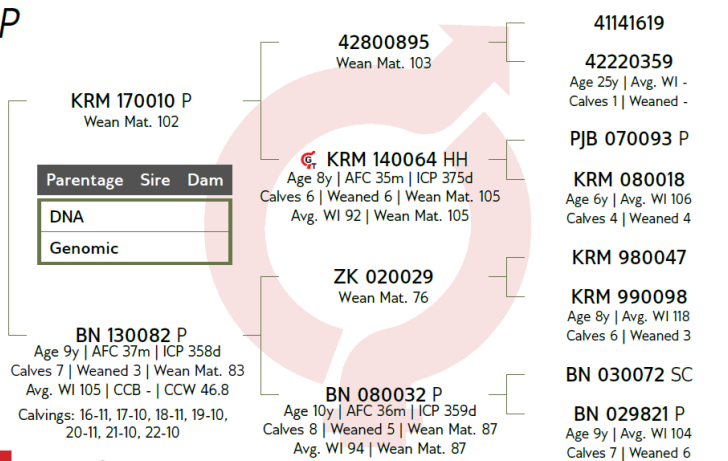 P
KRM 170010 P
Wean Mat. 102
Parentage Sire Dam
DNA
Genomic
BN 130082 P
Age 9y | AFC 37m | ICP 358d
Calves 7 | Weaned 3 | Wean Mat. 83
Avg. WI 105 | CCB - | CCW 46.8
Calvings: 16-11, 17-10, 18-11, 19-10,
20-11, 21-10, 22-10
42800895
Wean Mat. 103
GT KRM 140064 HH
Age 8y | AFC 35m | ICP 375d
Calves 6 | Weaned 6 | Wean Mat. 105
Avg. WI 92 | Wean Mat. 105
ZK 020029
Wean Mat. 76
BN 080032 P
Age 10y | AFC 36m | ICP 359d
Calves 8 | Weaned 5 | Wean Mat. 87
Avg. WI 94 | Wean Mat. 87
41141619
42220359
Age 25y | Avg. WI -
Calves 1 | Weaned -
PJB 070093 P
KRM 080018
Age 6y | Avg. WI 106
Calves 4 | Weaned 4
KRM 980047
KRM 990098
Age 8y | Avg. WI 118
Calves 6 | Weaned 3
BN 030072 SC
BN 029821 P
Age 9y | Avg. WI 104
Calves 7 | Weaned 6